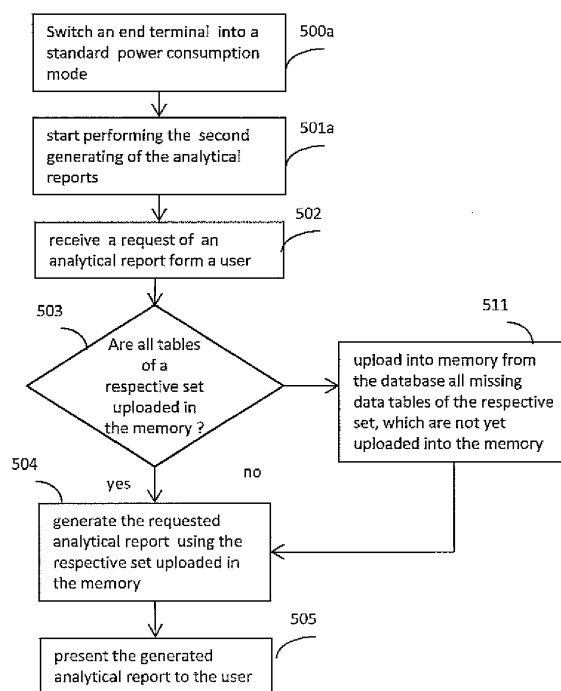 Switch an end terminal into a
standard power consumption
mode
500a
start performing the second
generating of the analytical
reports
501a
502
receive a request of an
analytical report form a user
503
Are all tables
of a
respective set
uploaded in
the memory ?
511
upload into memory from
the database all missing
data tables of the respective
set, which are not yet
uploaded into the memory
yes
no
504
generate the requested
analytical report using the
respective set uploaded in
the memory
505
present the generated
analytical report to the user